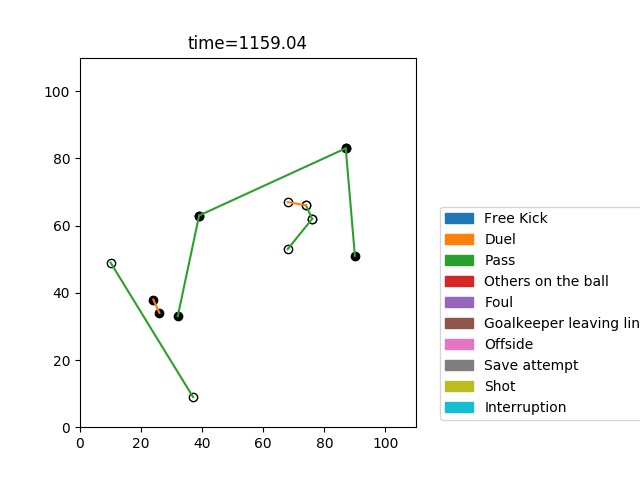 time=1159.04
100
80
60
40
20
0
0 20 40 60 80 100
Free Kick
Duel
Pass
Others on the ball
Foul
Goalkeeper leaving lin
Offside
Save attempt
Shot
Interruption